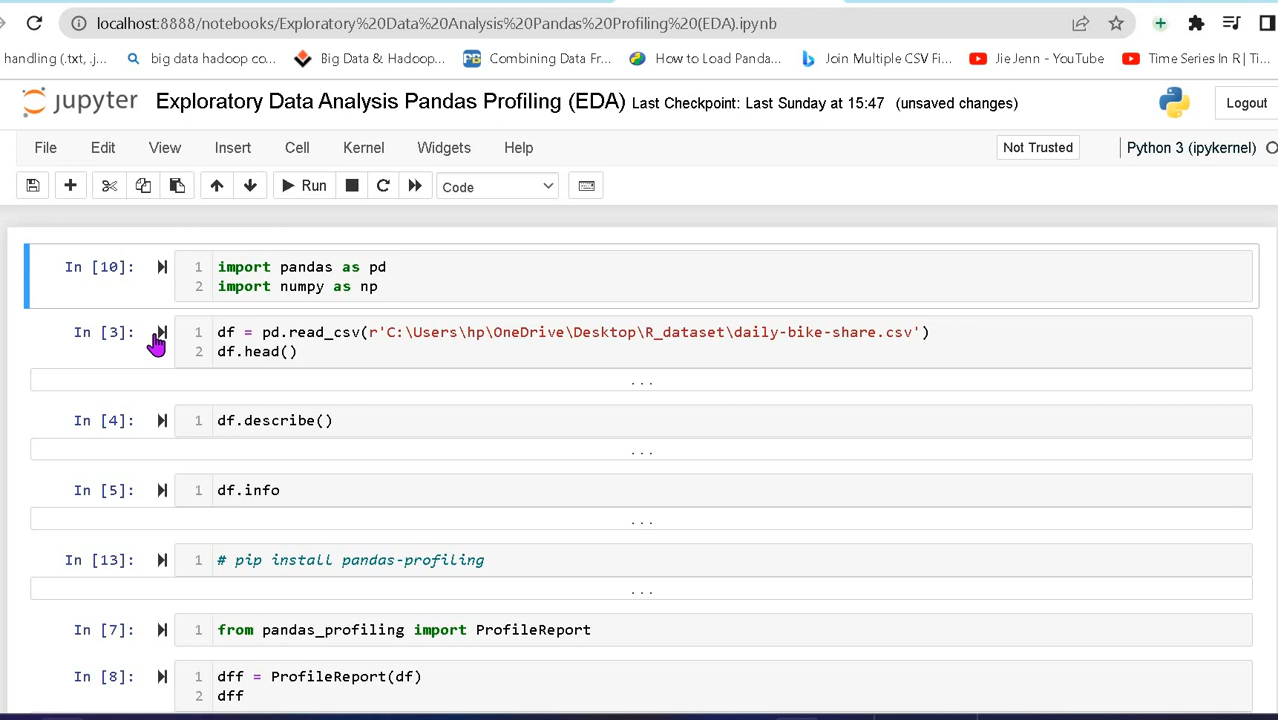 localhost:8888/notebooks/Exploratory%20Data%20Analysis%20Pandas%20Profiling%20(EDA).ipynb
handling (.txt, .j... big data hadoop co... Big Data & Hadoop... Combining Data Fr... How to Load Panda... Join Multiple CSV Fi... Jie Jenn - YouTube Time Series In R | Ti...
jupyter Exploratory Data Analysis Pandas Profiling (EDA) Last Checkpoint: Last Sunday at 15:47 (unsaved changes) Logout
File Edit View Insert Cell Kernel Widgets Help Not Trusted Python 3 (ipykernel)
Run Code
In [10]: 1 import pandas as pd
2 import numpy as np
In [3]: 1 df = pd.read_csv(r'C:\Users\hp\OneDrive\Desktop\R_dataset\daily-bike-share.csv')
2 df.head()
...
In [4]: 1 df.describe()
...
In [5]: 1 df.info
...
In [13]: 1 # pip install pandas-profiling
...
In [7]: 1 from pandas_profiling import ProfileReport
In [8]: 1 dff = ProfileReport(df)
2 dff